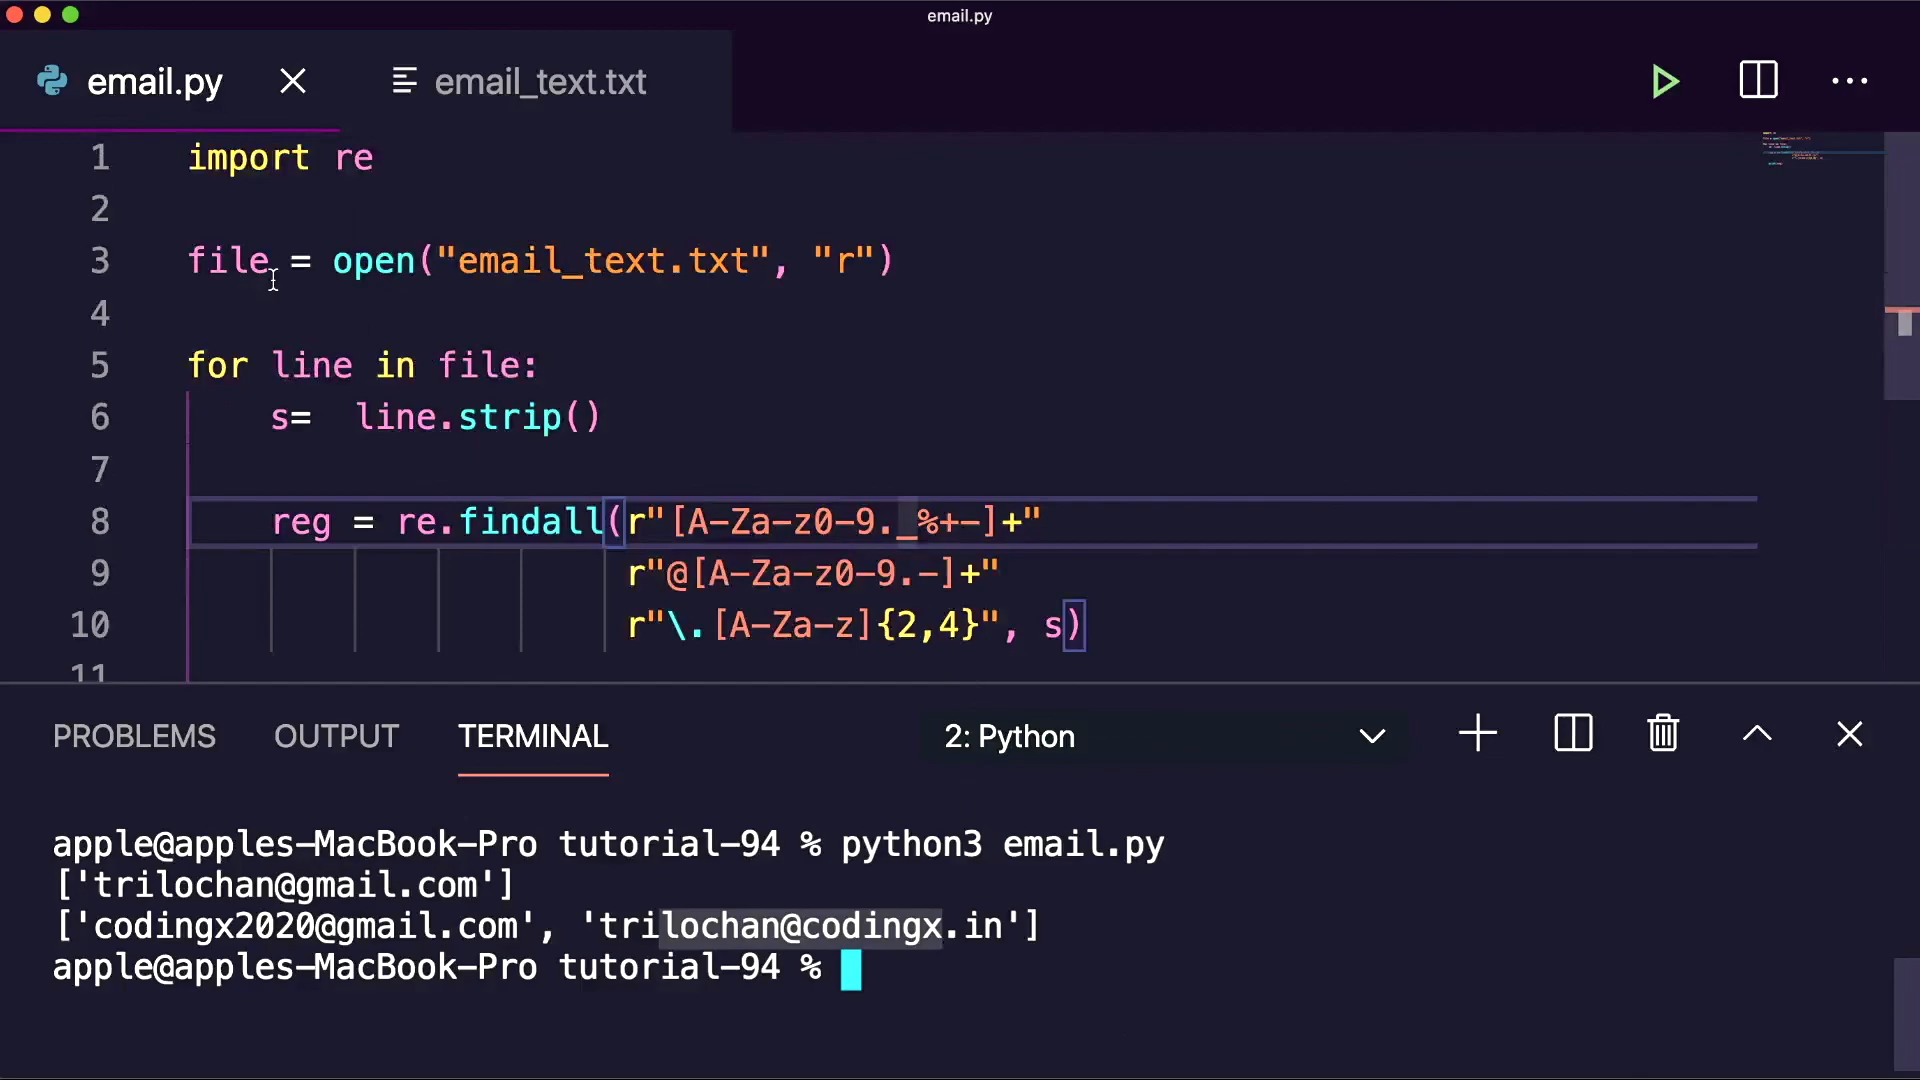 email.py
email.py email_text.txt
1 import re
2
3 file = open("email_text.txt", "r")
4
5 for line in file:
6 s=  line.strip()
7
8 reg = re.findall(r"[A-Za-z0-9._%+-]+"
9 r"@[A-Za-z0-9.-]+"
10 r"\.[A-Za-z]{2,4}", s)
11
PROBLEMS OUTPUT TERMINAL 2: Python
apple@apples-MacBook-Pro tutorial-94 % python3 email.py
['trilochan@gmail.com']
['codingx2020@gmail.com', 'trilochan@codingx.in']
apple@apples-MacBook-Pro tutorial-94 %